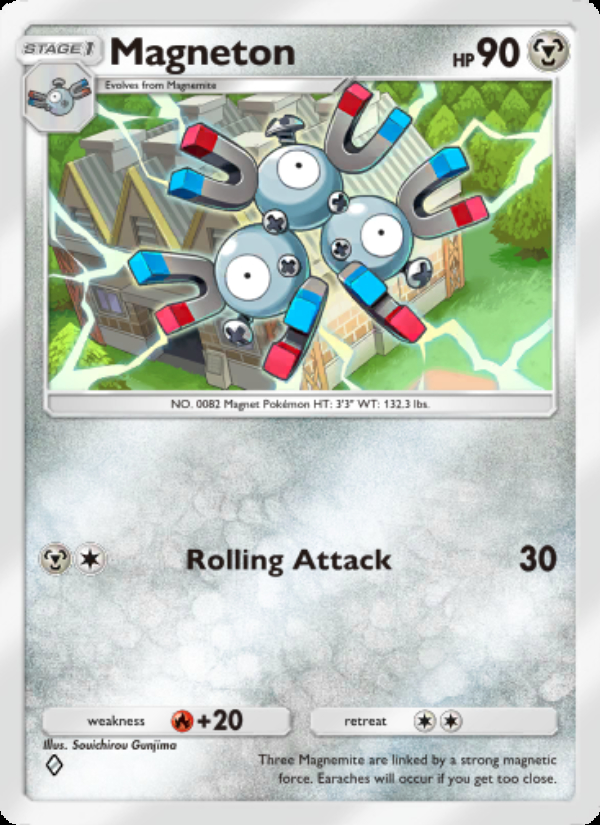 STAGE 1
Magneton
HP 90
Evolves from Magnemite
NO. 0082 Magnet Pokémon HT: 3'3" WT: 132.3 lbs.
Rolling Attack 30
weakness +20 retreat
Illus. Souichirou Gunjima
Three Magnemite are linked by a strong magnetic
force. Earaches will occur if you get too close.